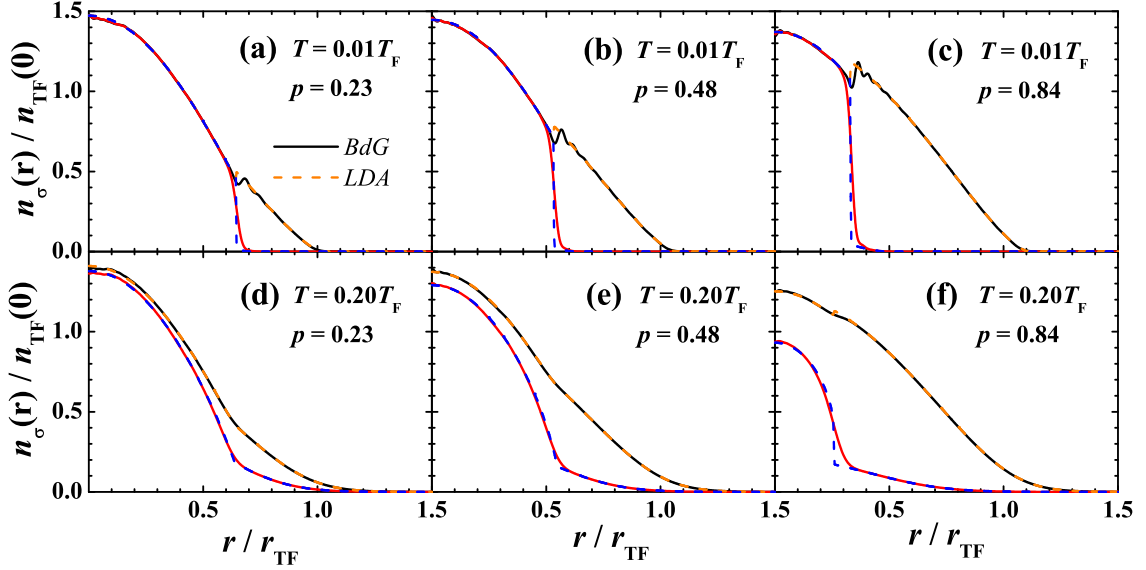 n_σ(r) / n_TF(0)
1.5
1.0
0.5
0.0
(a) T = 0.01T_F
p = 0.23
BdG
LDA
(b) T = 0.01T_F
p = 0.48
(c) T = 0.01T_F
p = 0.84
n_σ(r) / n_TF(0)
1.0
0.5
0.0
(d) T = 0.20T_F
p = 0.23
(e) T = 0.20T_F
p = 0.48
(f) T = 0.20T_F
p = 0.84
0.5 1.0 1.5 0.5 1.0 1.5 0.5 1.0 1.5
r / r_TF r / r_TF r / r_TF